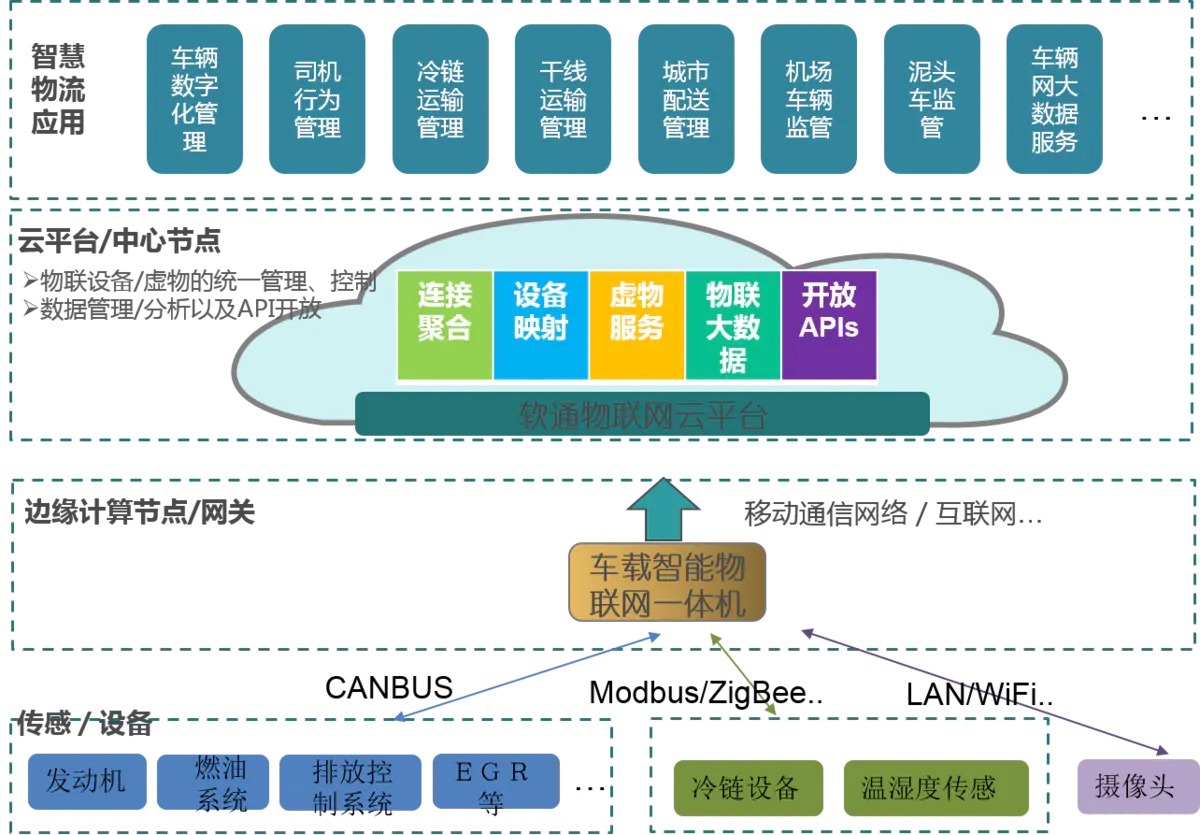 智慧
物流
应用
车辆
数字
化管
理
司机
行为
管理
冷链
运输
管理
干线
运输
管理
城市
配送
管理
机场
车辆
监管
泥头
车监
管
车辆
网大
数据
服务
...
云平台/中心节点
➢物联设备/虚物的统一管理、控制
➢数据管理/分析以及API开放
连接
聚合
设备
映射
虚物
服务
物联
大数
据
开放
APIs
软通物联网云平台
边缘计算节点/网关
移动通信网络 / 互联网...
车载智能物
联网一体机
CANBUS
Modbus/ZigBee..
LAN/WiFi..
传感 / 设备
发动机
燃油
系统
排放控
制系统
ＥＧＲ
等
...
冷链设备
温湿度传感
摄像头